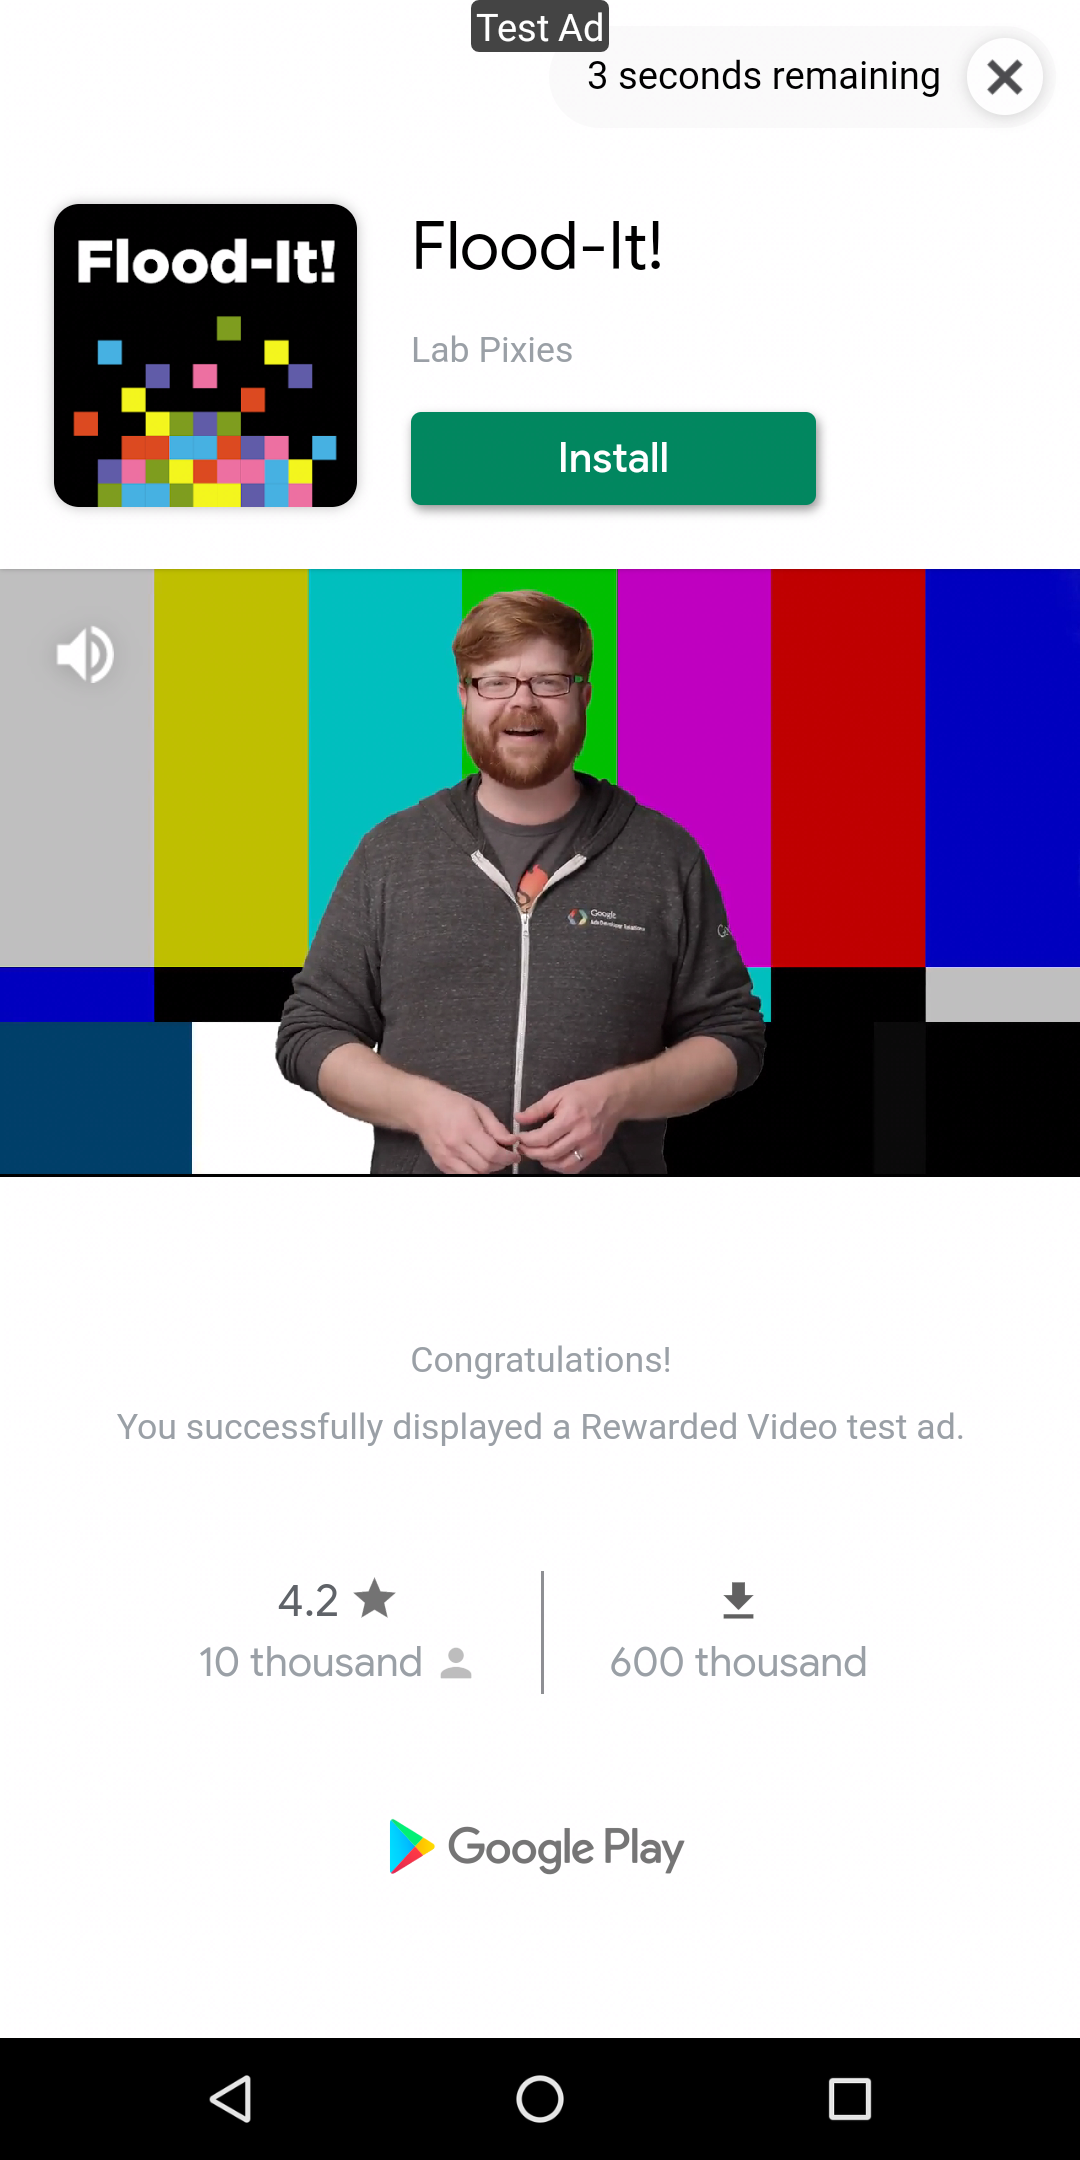 Test Ad
3 seconds remaining
Flood-It!
Flood-It!
Lab Pixies
Install
Google
Congratulations!
You successfully displayed a Rewarded Video test ad.
4.2
10 thousand
600 thousand
Google Play